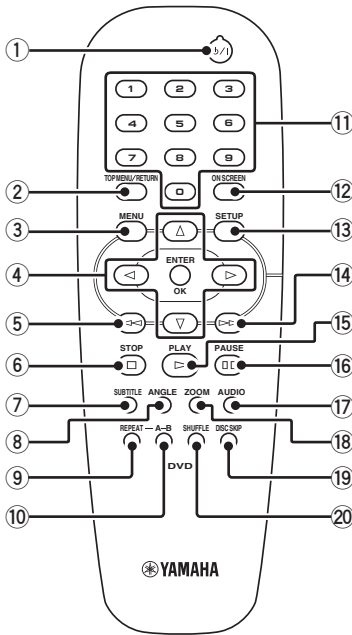 ①
⏻/I
1 2 3
4 5 6
⑪
7 8 9
② TOP MENU/RETURN 0 ON SCREEN ⑫
③ MENU SETUP ⑬
④ ENTER
OK
⑭
⑤
⑮
⑥ STOP PLAY PAUSE ⑯
⑦ SUBTITLE ANGLE ZOOM AUDIO ⑰
⑧ ⑱
⑨ REPEAT — A–B SHUFFLE DISC SKIP ⑲
⑩ DVD ⑳
YAMAHA